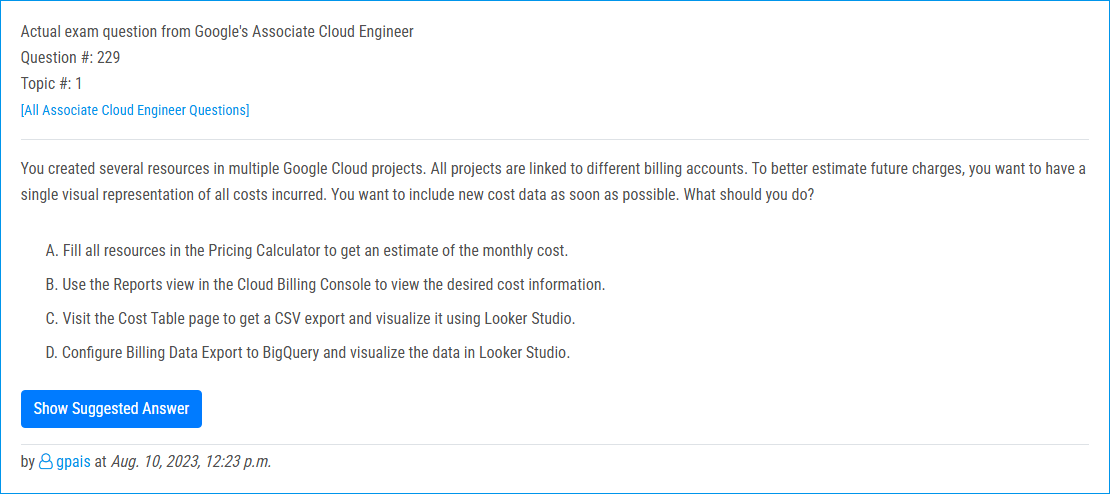 Actual exam question from Google's Associate Cloud Engineer
Question #: 229
Topic #: 1
[All Associate Cloud Engineer Questions]
You created several resources in multiple Google Cloud projects. All projects are linked to different billing accounts. To better estimate future charges, you want to have a
single visual representation of all costs incurred. You want to include new cost data as soon as possible. What should you do?
A. Fill all resources in the Pricing Calculator to get an estimate of the monthly cost.
B. Use the Reports view in the Cloud Billing Console to view the desired cost information.
C. Visit the Cost Table page to get a CSV export and visualize it using Looker Studio.
D. Configure Billing Data Export to BigQuery and visualize the data in Looker Studio.
Show Suggested Answer
by gpais at Aug. 10, 2023, 12:23 p.m.